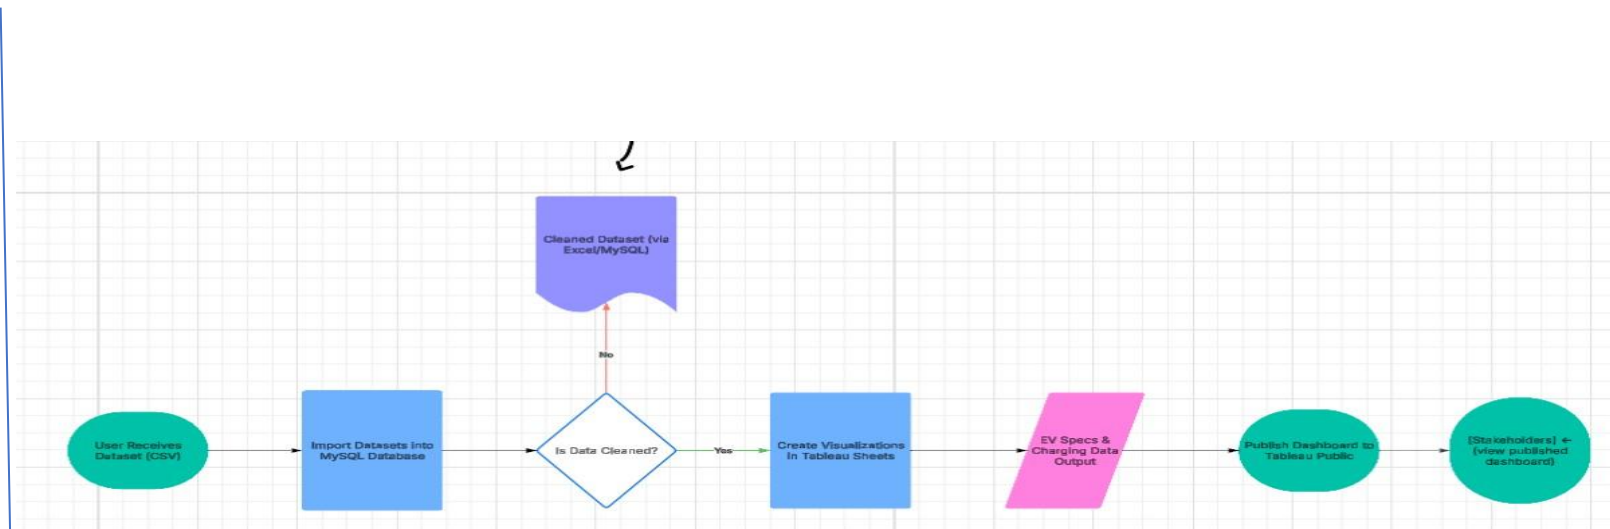 Cleaned Dataset (via
Excel/MySQL)
No
User Receives
Dataset (CSV)
Import Datasets into
MySQL Database
Is Data Cleaned?
Yes
Create Visualizations
in Tableau Sheets
EV Specs &
Charging Data
Output
Publish Dashboard to
Tableau Public
[Stakeholders] ←
(view published
dashboard)